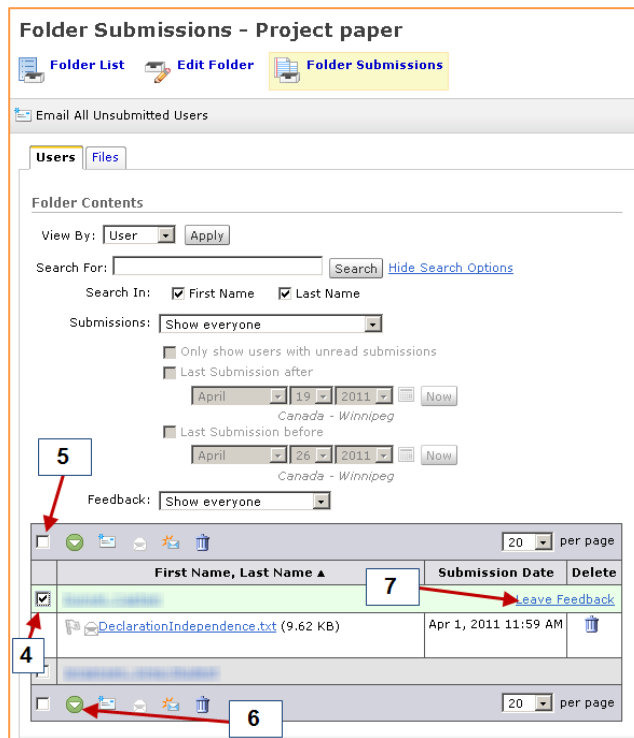 Folder Submissions - Project paper
Folder List Edit Folder Folder Submissions
Email All Unsubmitted Users
Users Files
Folder Contents
View By: User Apply
Search For: Search Hide Search Options
Search In: First Name Last Name
Submissions: Show everyone
Only show users with unread submissions
Last Submission after
April 19 2011 Now
Canada - Winnipeg
Last Submission before
April 26 2011 Now
Canada - Winnipeg
5
Feedback: Show everyone
20 per page
First Name, Last Name ▲ Submission Date Delete
7
Leave Feedback
DeclarationIndependence.txt (9.62 KB) Apr 1, 2011 11:59 AM
4
20 per page
6